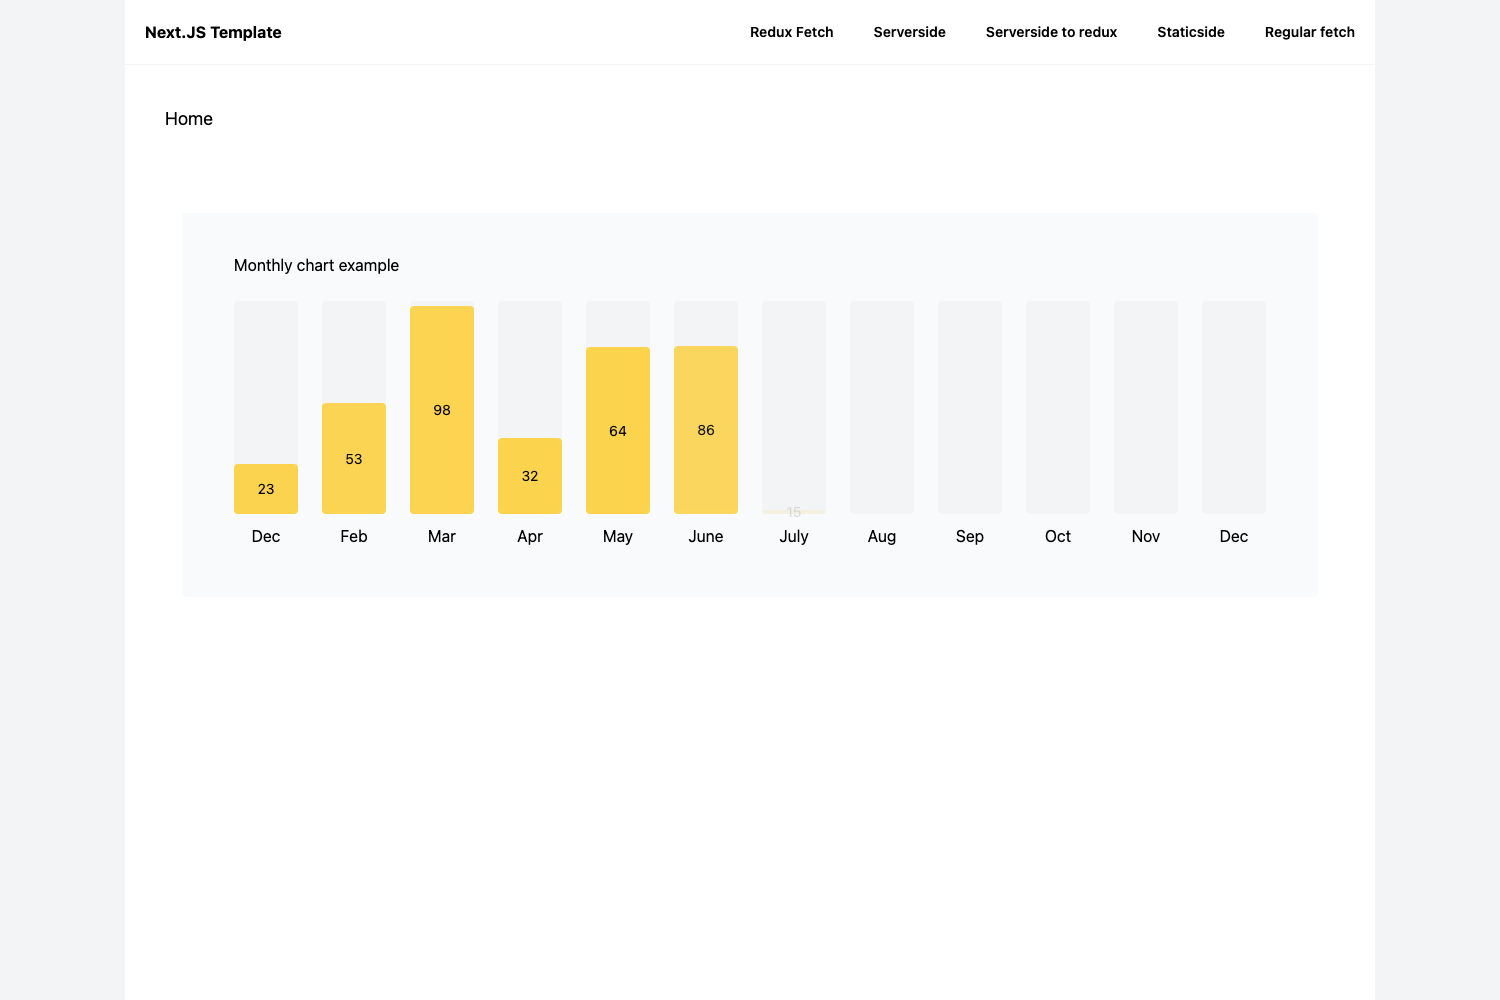 Next.JS Template
Redux Fetch Serverside Serverside to redux Staticside Regular fetch
Home
Monthly chart example
23 53 98 32 64 86 15
Dec Feb Mar Apr May June July Aug Sep Oct Nov Dec